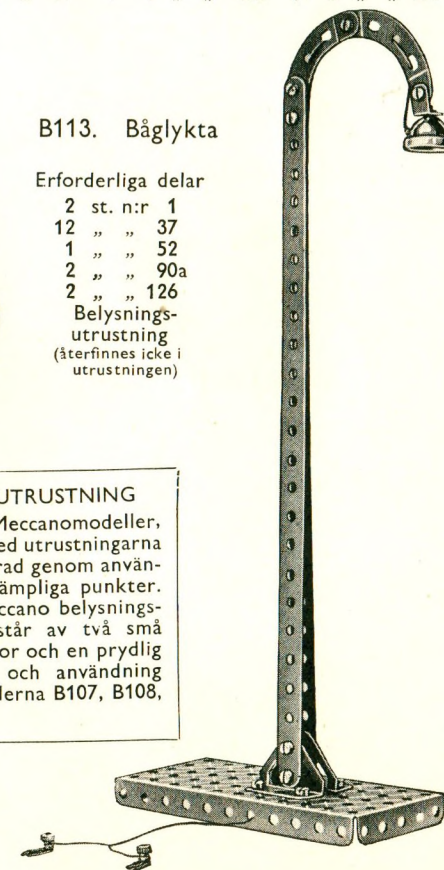 B113. Båglykta
Erforderliga delar
2 st. n:r 1
12 „ „ 37
1 „ „ 52
2 „ „ 90a
2 „ „ 126
Belysnings-
utrustning
(återfinnes icke i
utrustningen)
UTRUSTNING
Meccanomodeller,
ed utrustningarna
rad genom använ-
ämpliga punkter.
ccano belysnings-
står av två små
or och en prydlig
och användning
lerna B107, B108,